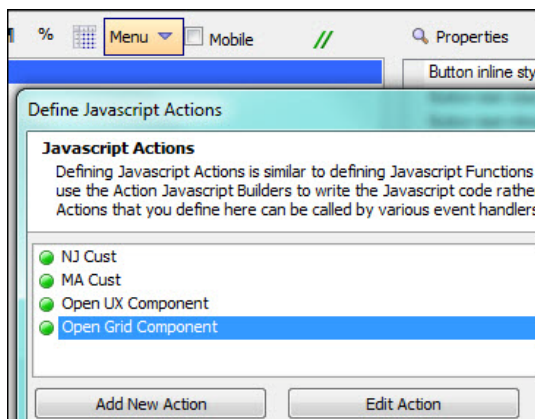 % Menu Mobile // Properties
Button inline sty
Define Javascript Actions
Javascript Actions
Defining Javascript Actions is similar to defining Javascript Functions
use the Action Javascript Builders to write the Javascript code rathe
Actions that you define here can be called by various event handlers
NJ Cust
MA Cust
Open UX Component
Open Grid Component
Add New Action Edit Action